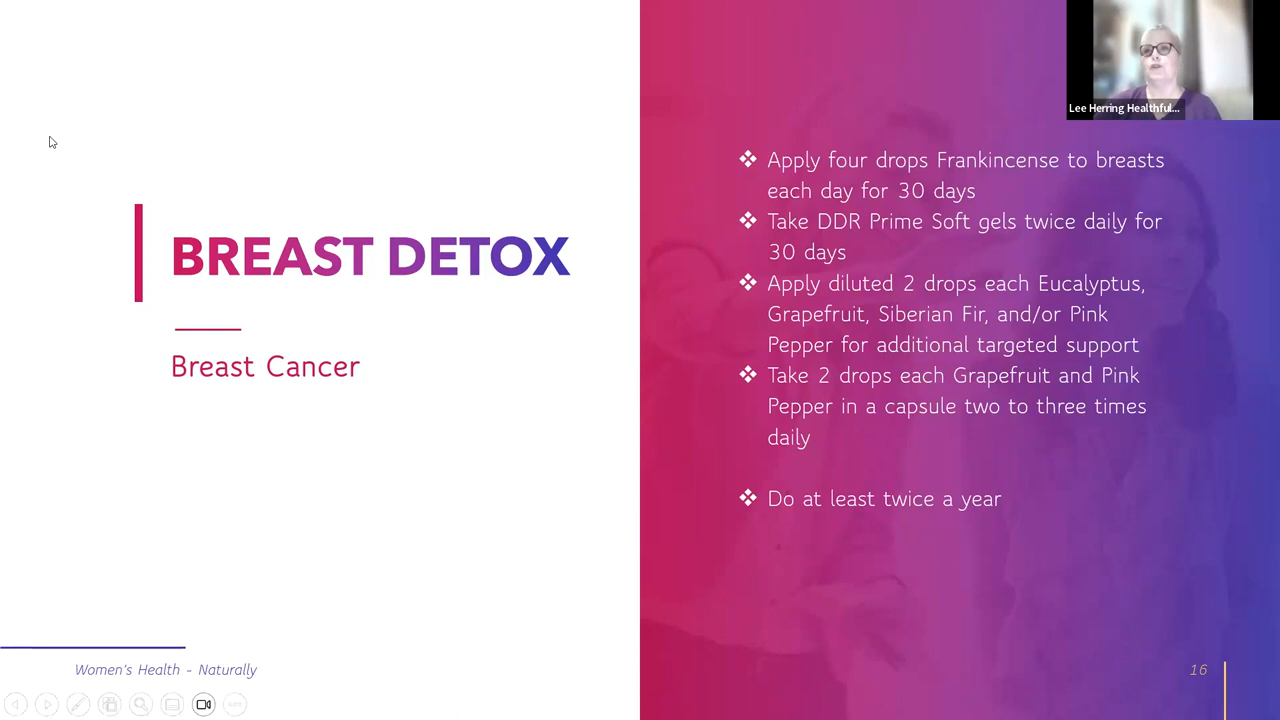 Lee Herring Healthful...
BREAST DETOX
Breast Cancer
❖ Apply four drops Frankincense to breasts
each day for 30 days
❖ Take DDR Prime Soft gels twice daily for
30 days
❖ Apply diluted 2 drops each Eucalyptus,
Grapefruit, Siberian Fir, and/or Pink
Pepper for additional targeted support
❖ Take 2 drops each Grapefruit and Pink
Pepper in a capsule two to three times
daily
❖ Do at least twice a year
Women's Health - Naturally
16